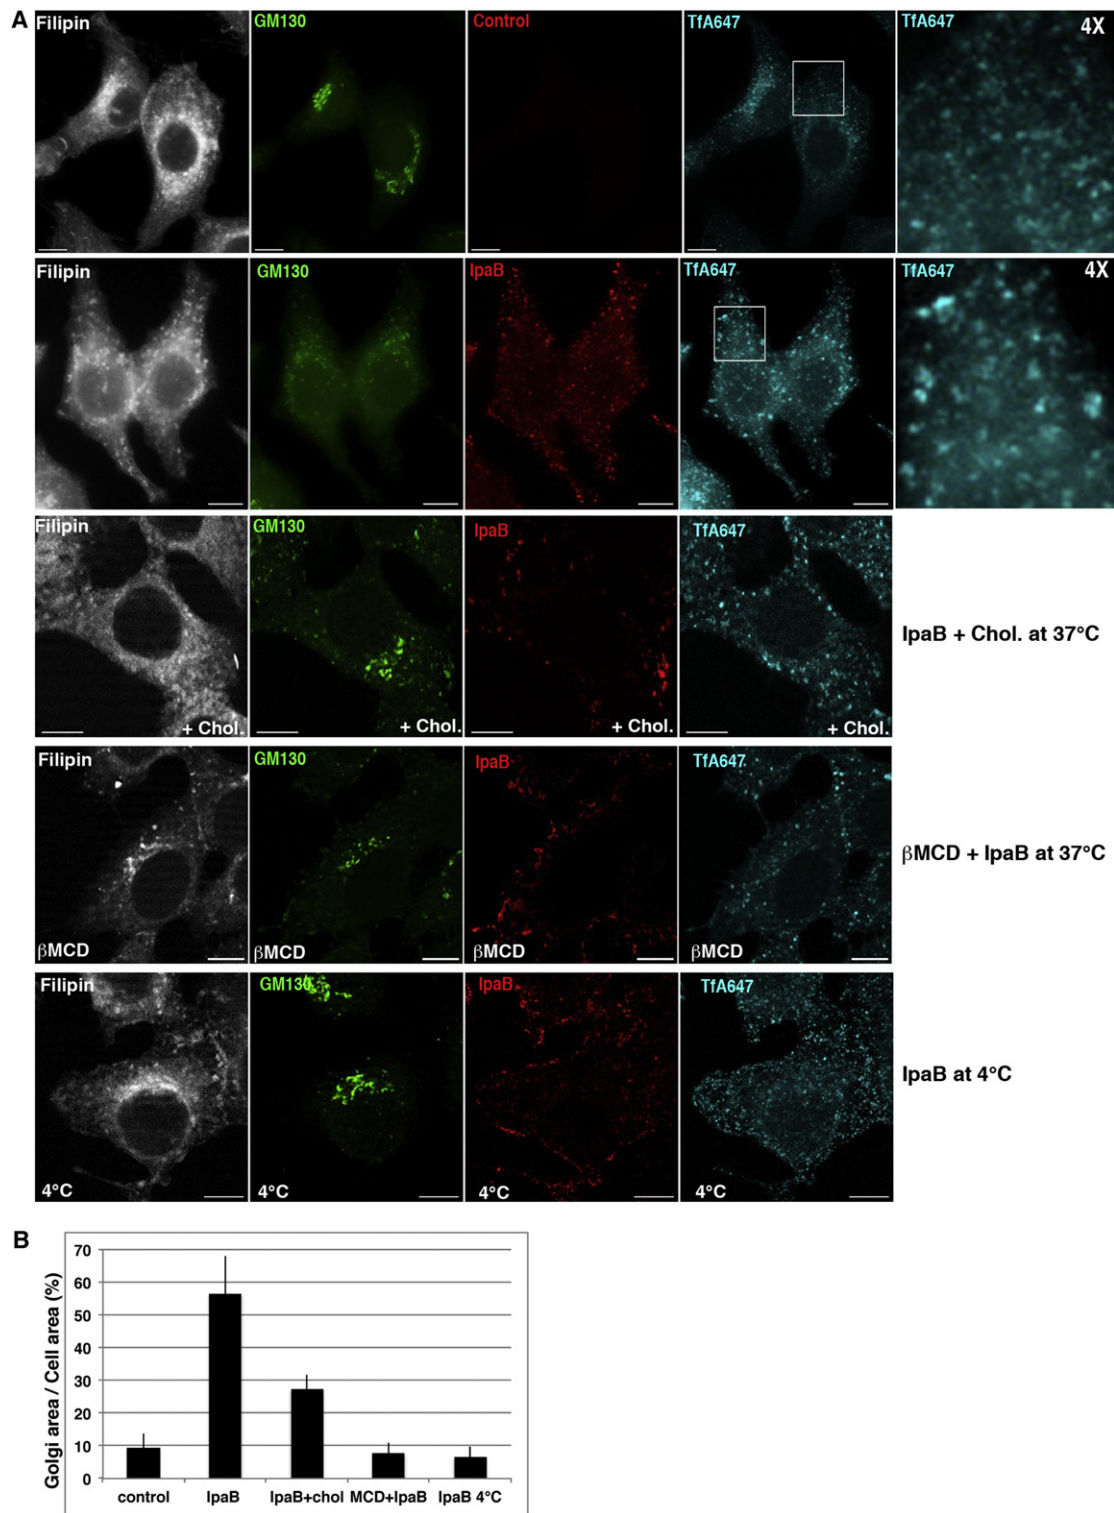 A
Filipin GM130 Control TfA647 TfA647 4X
Filipin GM130 IpaB TfA647 TfA647 4X
Filipin GM130 IpaB TfA647
IpaB + Chol. at 37°C
+ Chol. + Chol. + Chol. + Chol.
Filipin GM130 IpaB TfA647
βMCD + IpaB at 37°C
βMCD βMCD βMCD βMCD
Filipin GM130 IpaB TfA647
IpaB at 4°C
4°C 4°C 4°C 4°C
B
Golgi area / Cell area (%)
70
60
50
40
30
20
10
0
control IpaB IpaB+chol MCD+IpaB IpaB 4°C